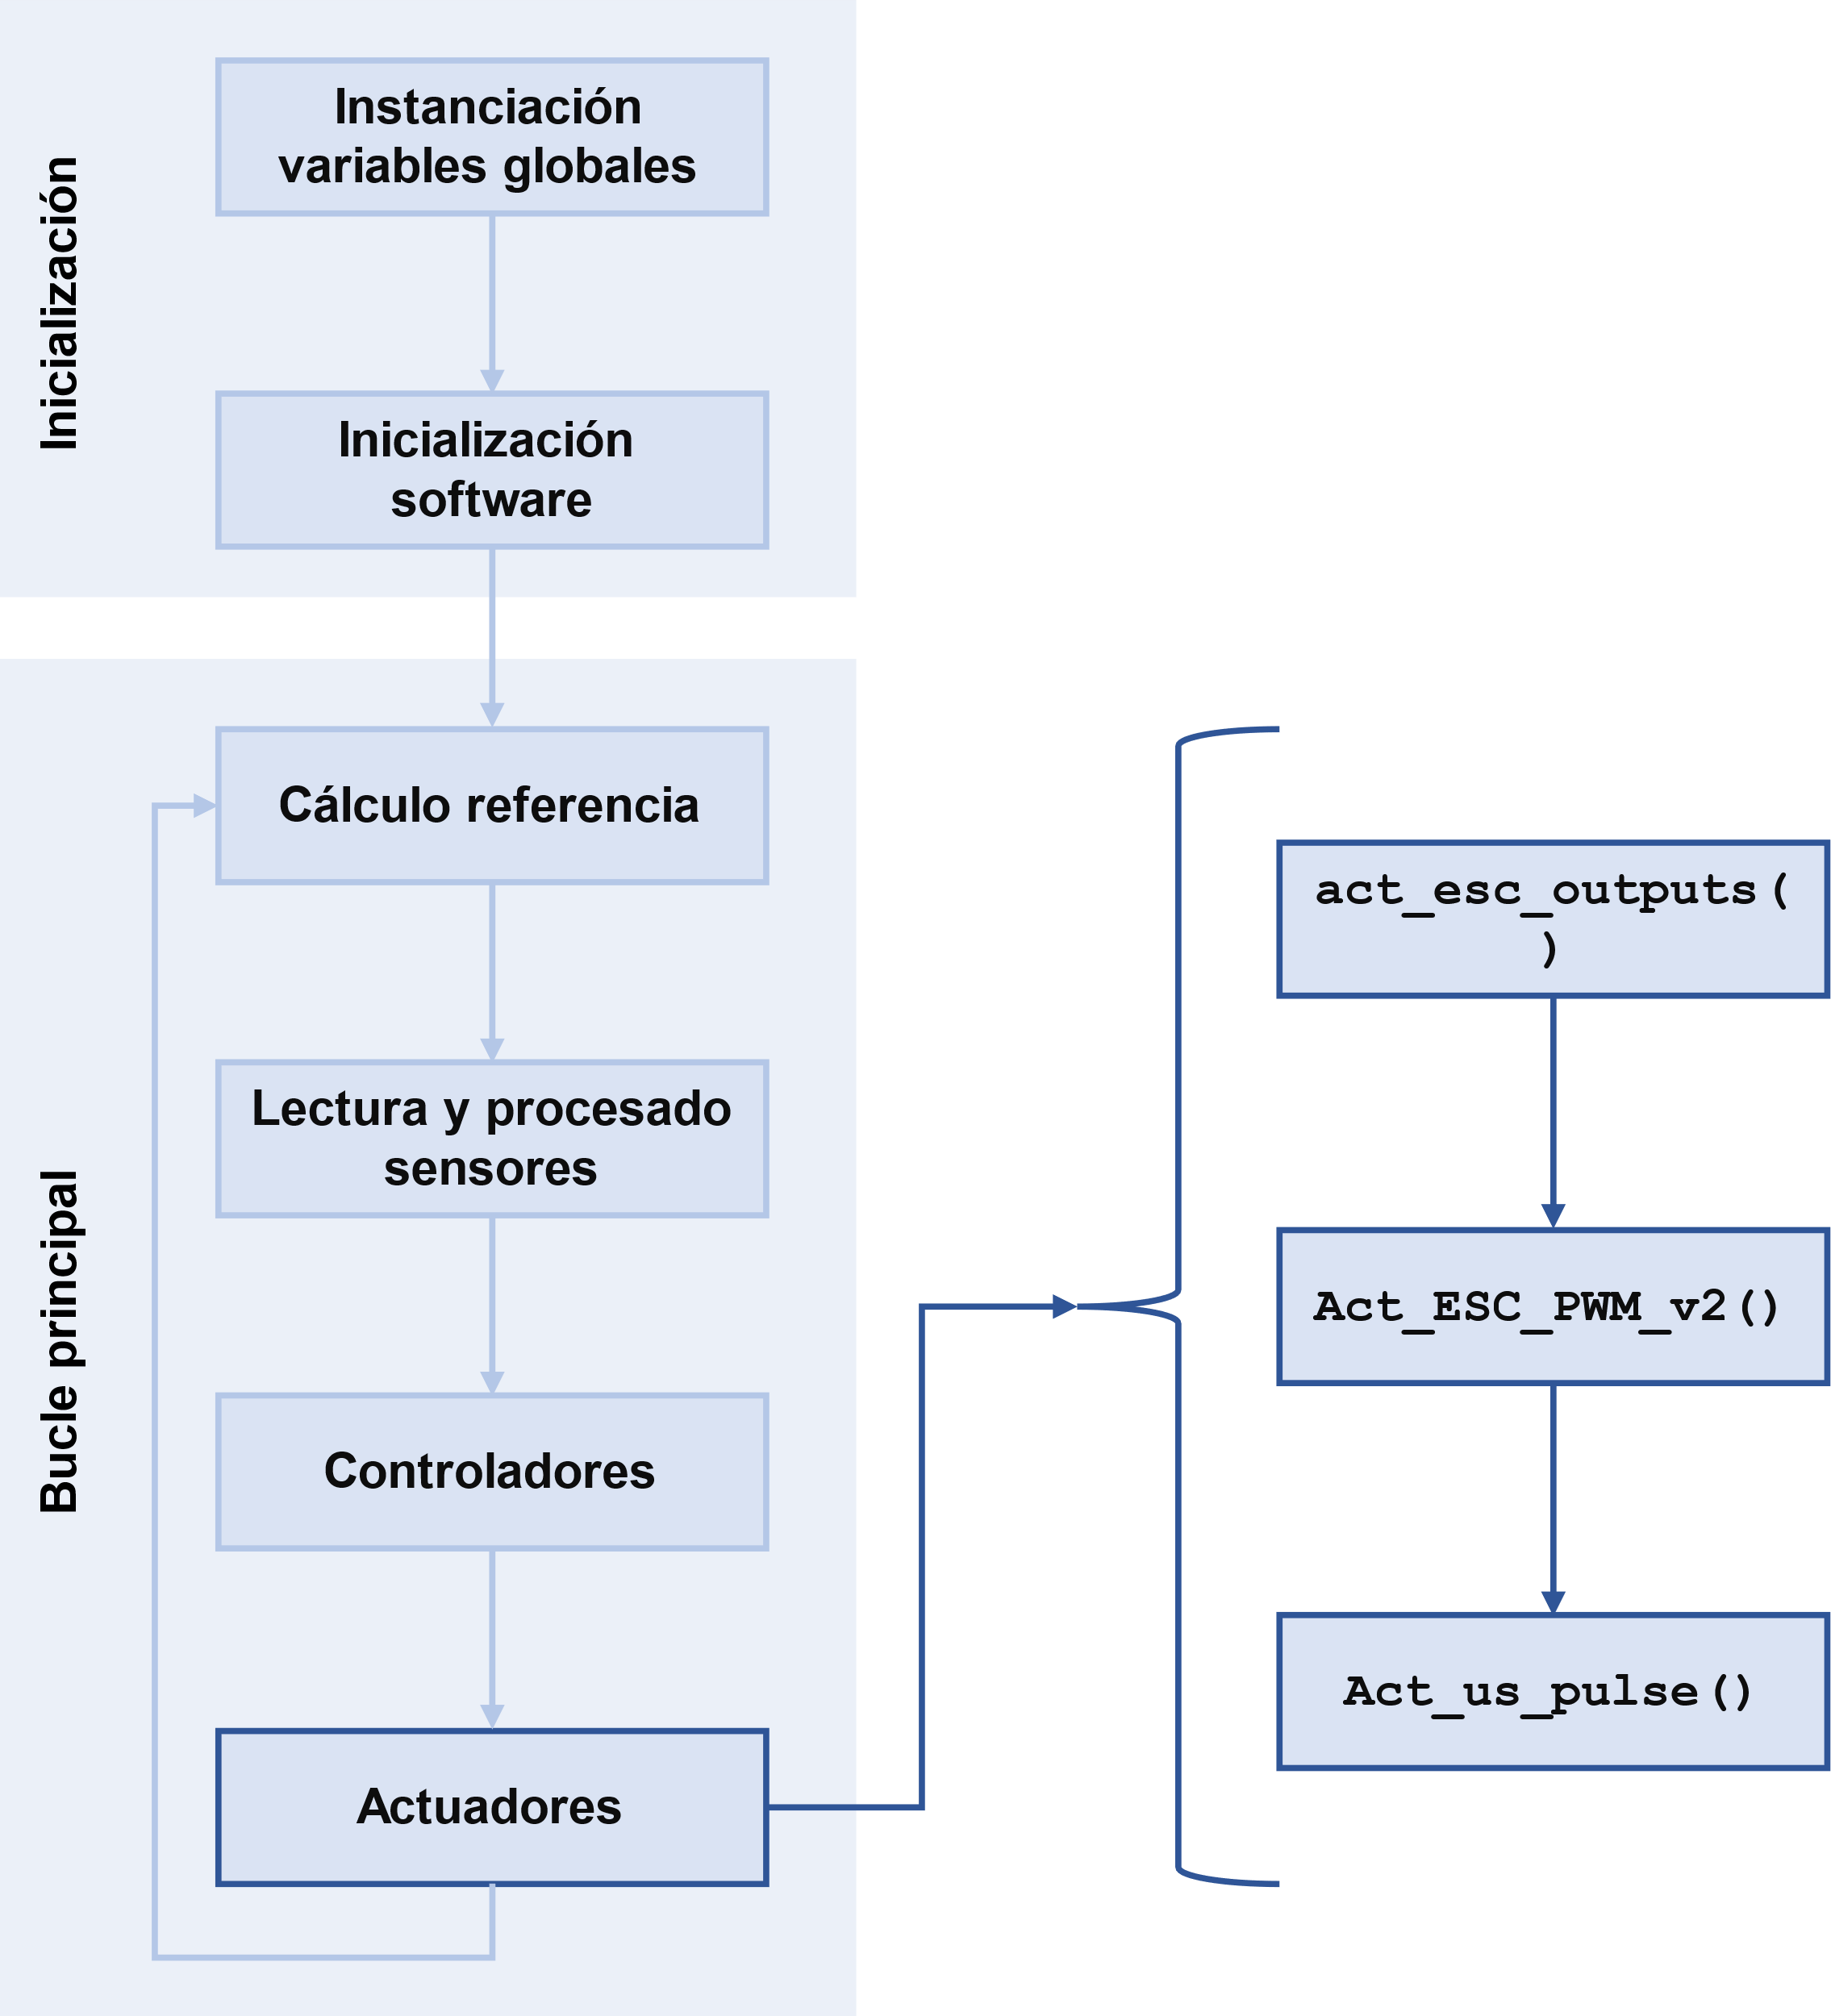 Inicialización
Instanciación
variables globales
Inicialización
software
Bucle principal
Cálculo referencia
Lectura y procesado
sensores
Controladores
Actuadores
act_esc_outputs(
)
Act_ESC_PWM_v2()
Act_us_pulse()